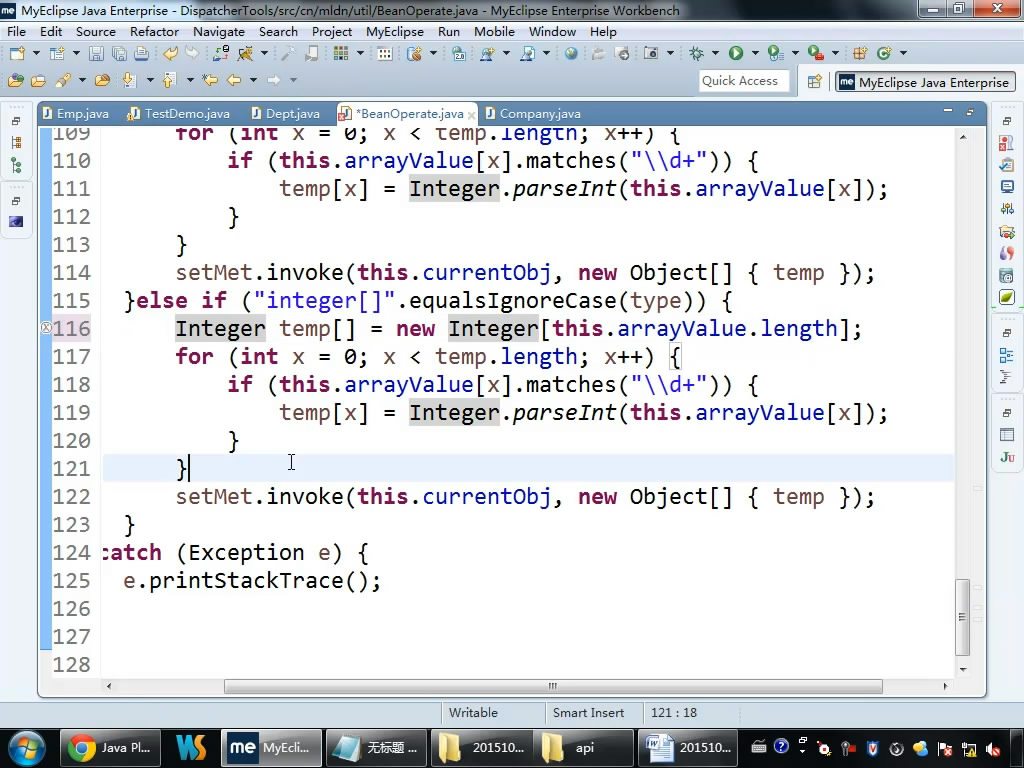 MyEclipse Java Enterprise - DispatcherTools/src/cn/mldn/util/BeanOperate.java - MyEclipse Enterprise Workbench
File Edit Source Refactor Navigate Search Project MyEclipse Run Mobile Window Help
Quick Access
MyEclipse Java Enterprise
Emp.java TestDemo.java Dept.java *BeanOperate.java Company.java
109 for (int x = 0; x < temp.length; x++) {
110 if (this.arrayValue[x].matches("\\d+")) {
111 temp[x] = Integer.parseInt(this.arrayValue[x]);
112 }
113 }
114 setMet.invoke(this.currentObj, new Object[] { temp });
115 }else if ("integer[]".equalsIgnoreCase(type)) {
116 Integer temp[] = new Integer[this.arrayValue.length];
117 for (int x = 0; x < temp.length; x++) {
118 if (this.arrayValue[x].matches("\\d+")) {
119 temp[x] = Integer.parseInt(this.arrayValue[x]);
120 }
121 }
122 setMet.invoke(this.currentObj, new Object[] { temp });
123 }
124 catch (Exception e) {
125 e.printStackTrace();
126
127
128
Writable Smart Insert 121 : 18
Java Pl... me MyEcli... 无标题 ... 201510... api 201510...